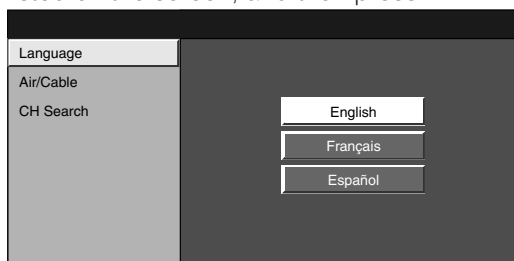 Language
Air/Cable
CH Search
English
Français
Español